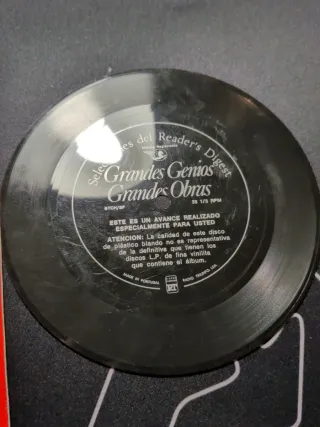 Selecciones del Reader's Digest
Grandes Genios
Grandes Obras
33 1/3 RPM
ESTE ES UN AVANCE REALIZADO
ESPECIALMENTE PARA USTED
ATENCION: La calidad de este disco
de plástico blando no es representativa
de la definitiva que tienen los
discos L.P. de fina vinilita
que contiene el álbum.
MADE IN PORTUGAL